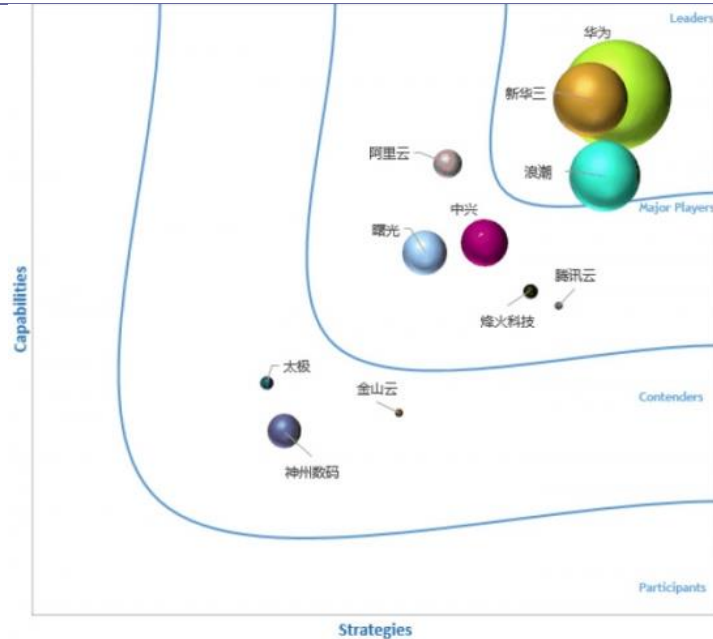 Leaders
华为
新华三
阿里云
浪潮
Major Players
中兴
曙光
腾讯云
烽火科技
Capabilities
太极
金山云
Contenders
神州数码
Participants
Strategies